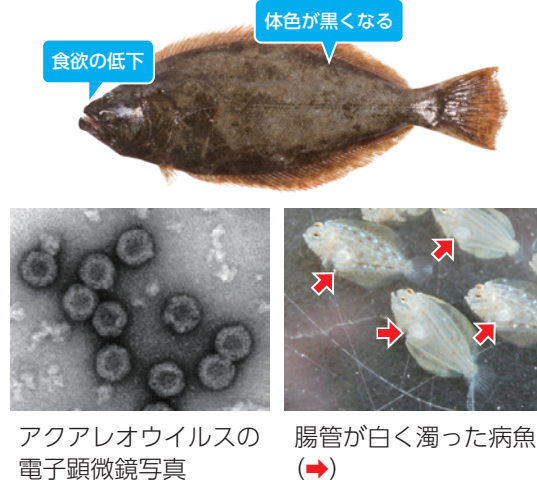 体色が黒くなる
食欲の低下
アクアレオウイルスの
電子顕微鏡写真
腸管が白く濁った病魚
(➡)